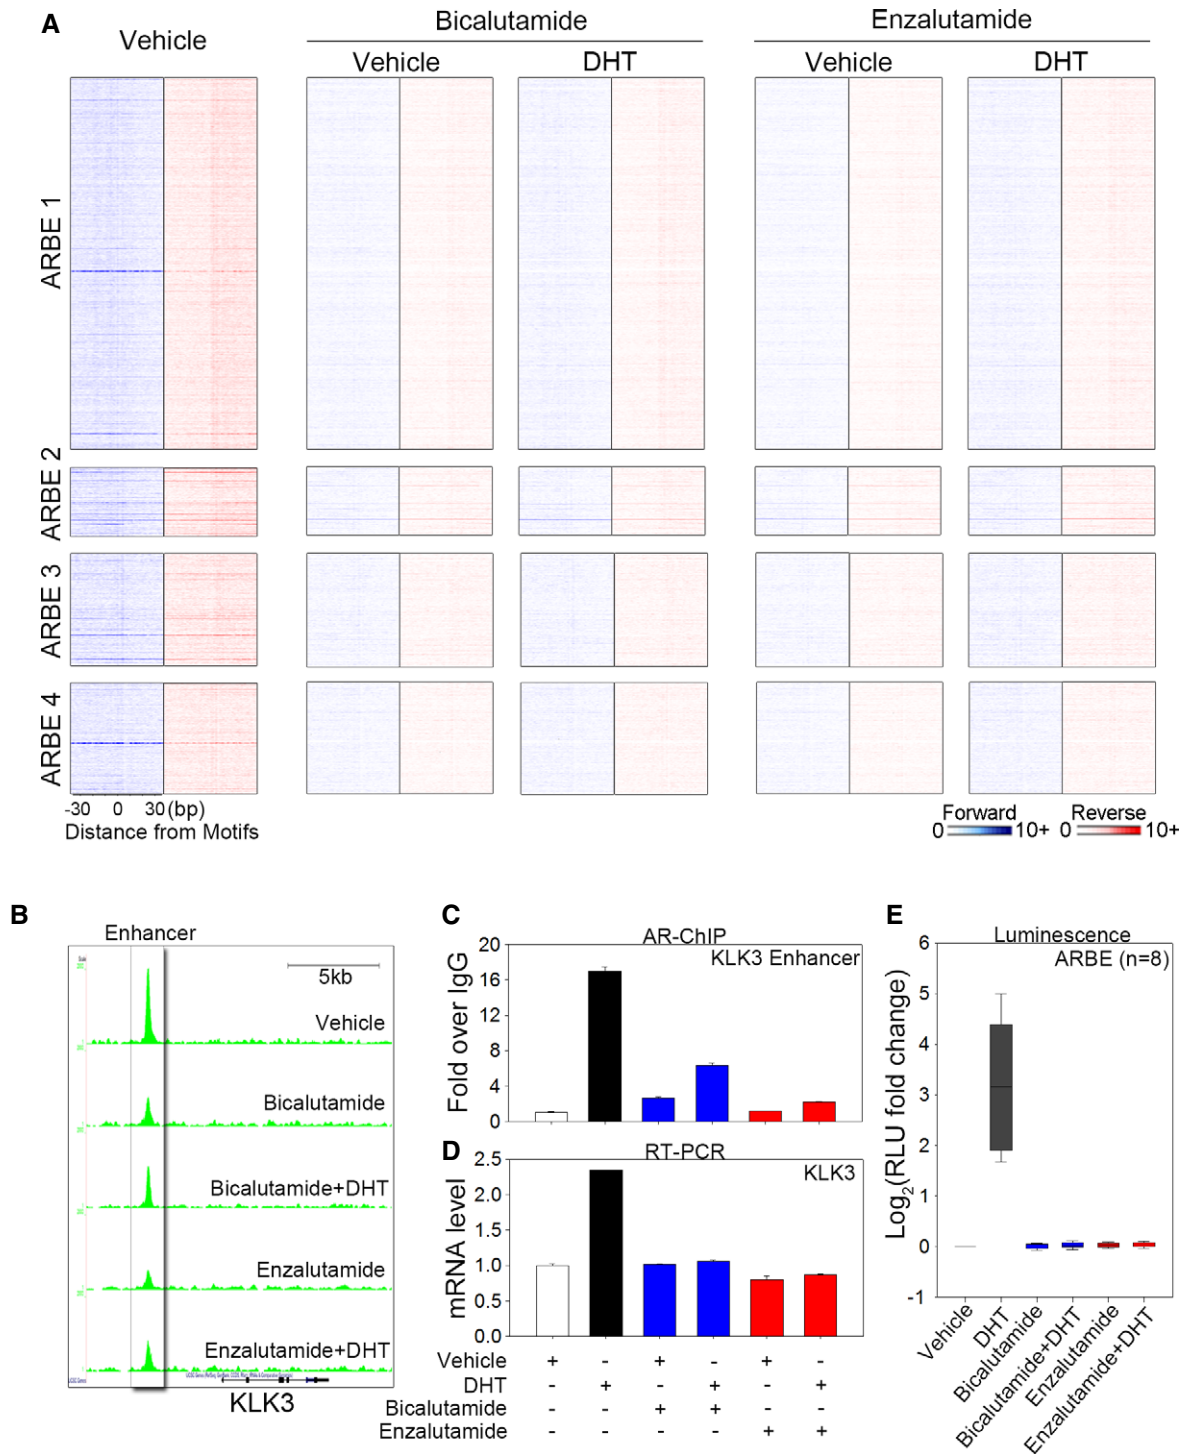 A
Vehicle
Bicalutamide
Enzalutamide
Vehicle
DHT
Vehicle
DHT
ARBE 1
ARBE 2
ARBE 3
ARBE 4
-30 0 30 (bp)
Distance from Motifs
Forward
0 10+
Reverse
0 10+
B
Enhancer
5kb
Vehicle
Bicalutamide
Bicalutamide+DHT
Enzalutamide
Enzalutamide+DHT
KLK3
C
AR-ChIP
KLK3 Enhancer
Fold over IgG
20
16
12
8
4
0
D
RT-PCR
KLK3
mRNA level
2.5
2.0
1.5
1.0
0.5
0.0
Vehicle + - + - + -
DHT - + - + - +
Bicalutamide - - + + - -
Enzalutamide - - - - + +
E
Luminescence
ARBE (n=8)
Log2(RLU fold change)
6
5
4
3
2
1
0
-1
Vehicle
DHT
Bicalutamide
Bicalutamide+DHT
Enzalutamide
Enzalutamide+DHT